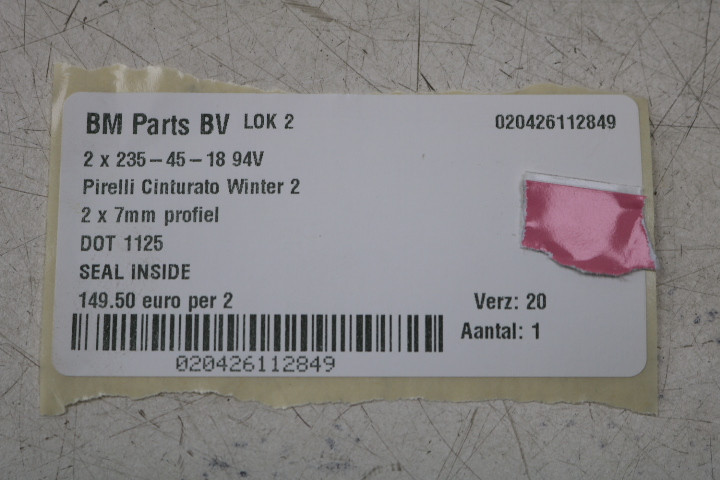 BM Parts BV LOK 2 020426112849
2 x 235-45-18 94V
Pirelli Cinturato Winter 2
2 x 7mm profiel
DOT 1125
SEAL INSIDE
149.50 euro per 2 Verz: 20
Aantal: 1
020426112849